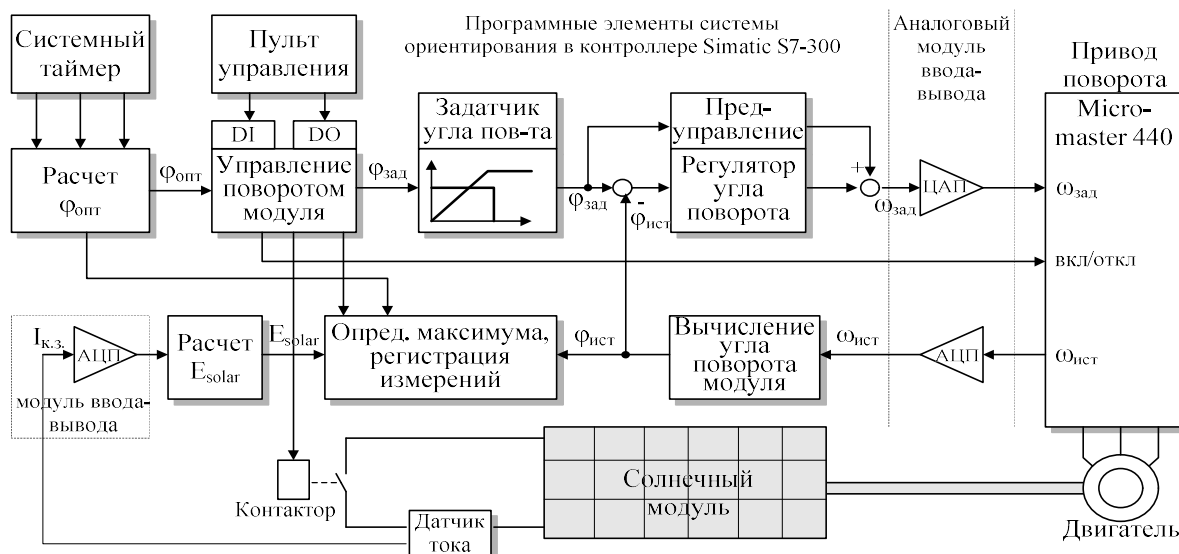 Программные элементы системы
ориентирования в контроллере Simatic S7-300
Аналоговый
модуль
ввода-
вывода
Системный
таймер
Пульт
управления
Привод
поворота
Micro-
master 440
DI
DO
Задатчик
угла пов-та
Пред-
управление
Расчет
φопт
φопт
Управление
поворотом
модуля
φзад
φзад
-
φист
Регулятор
угла
поворота
+
ωзад
ЦАП
ωзад
вкл/откл
Iк.з.
АЦП
Расчет
Esolar
Esolar
Опред. максимума,
регистрация
измерений
φист
Вычисление
угла
поворота
модуля
ωист
АЦП
ωист
модуль ввода-
вывода
Контактор
Датчик
тока
Солнечный
модуль
Двигатель